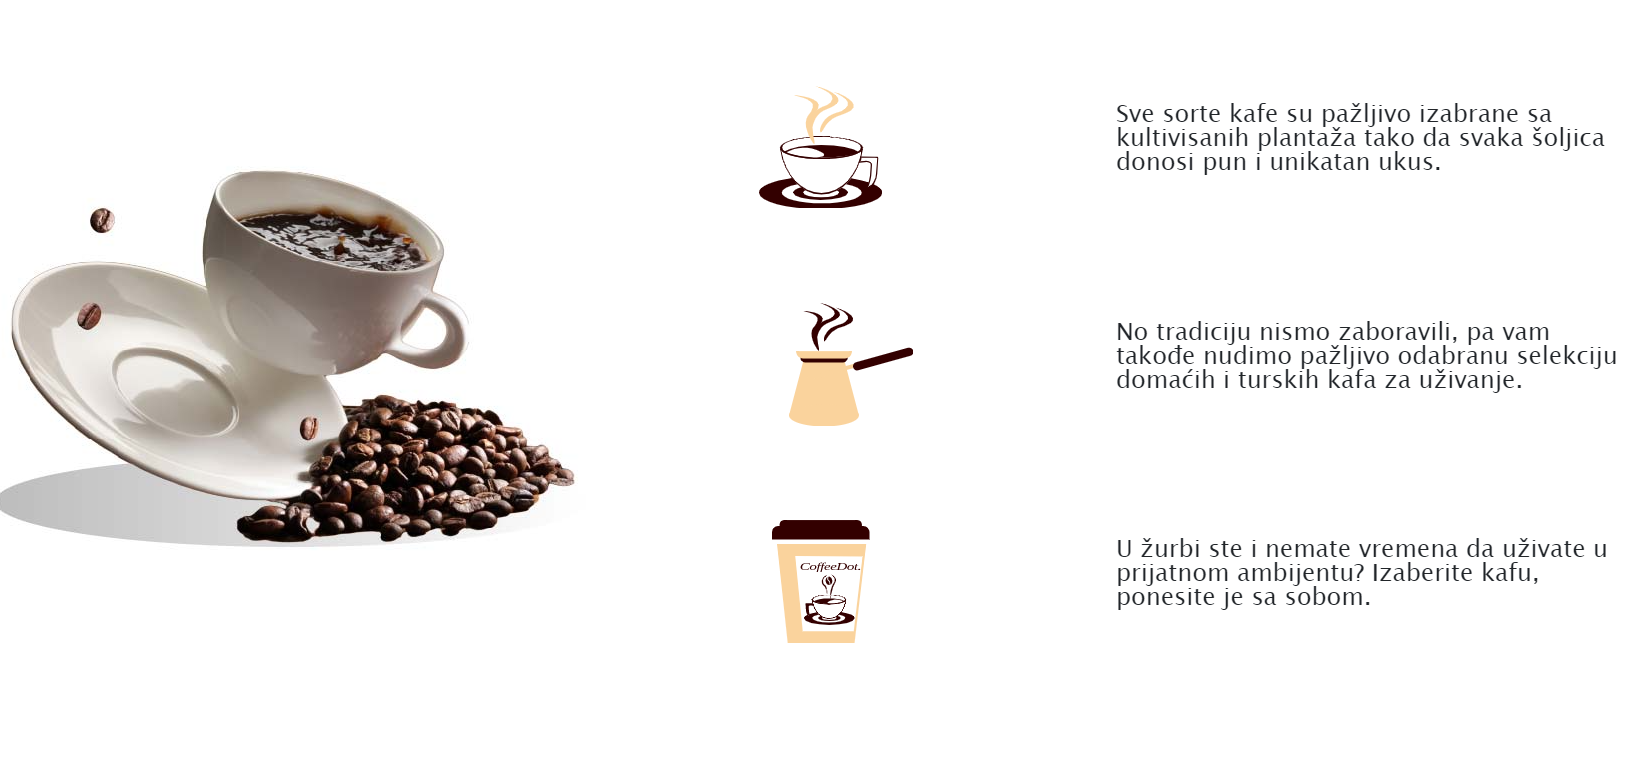 Sve sorte kafe su pažljivo izabrane sa
kultivisanih plantaža tako da svaka šoljica
donosi pun i unikatan ukus.
No tradiciju nismo zaboravili, pa vam
takođe nudimo pažljivo odabranu selekciju
domaćih i turskih kafa za uživanje.
CoffeeDot.
U žurbi ste i nemate vremena da uživate u
prijatnom ambijentu? Izaberite kafu,
ponesite je sa sobom.